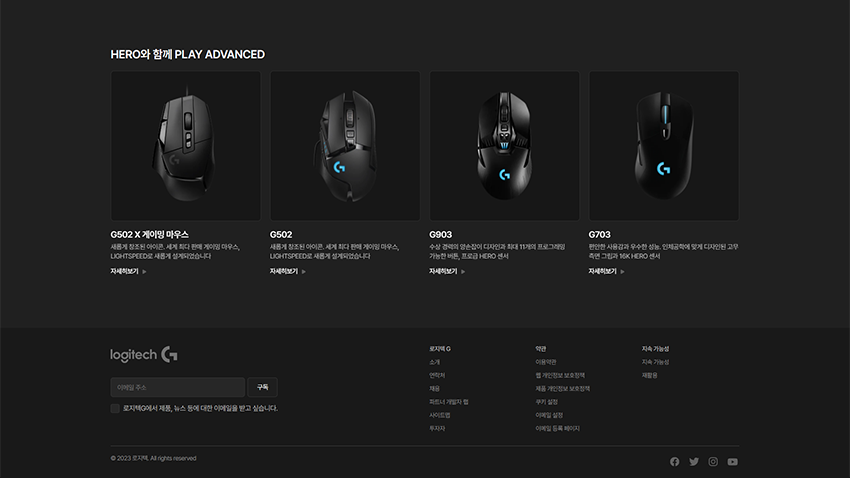 HERO와 함께 PLAY ADVANCED
G502 X 게이밍 마우스
새롭게 창조된 아이콘. 세계 최다 판매 게이밍 마우스,
LIGHTSPEED로 새롭게 설계되었습니다
자세히보기
G502
새롭게 창조된 아이콘. 세계 최다 판매 게이밍 마우스,
LIGHTSPEED로 새롭게 설계되었습니다
자세히보기
G903
수상 경력의 양손잡이 디자인과 최대 11개의 프로그래밍
가능한 버튼, 프로급 HERO 센서
자세히보기
G703
편안한 사용감과 우수한 성능. 인체공학에 맞게 디자인된 고무
측면 그립과 16K HERO 센서
자세히보기
logitech G
이메일 주소
구독
로지텍G에서 제품, 뉴스 등에 대한 이메일을 받고 싶습니다.
로지텍 G
소개
연락처
채용
파트너 개발자 랩
사이트맵
투자자
약관
이용약관
웹 개인정보 보호정책
제품 개인정보 보호정책
쿠키 설정
이메일 설정
이메일 등록 페이지
지속 가능성
지속 가능성
재활용
© 2023 로지텍. All rights reserved